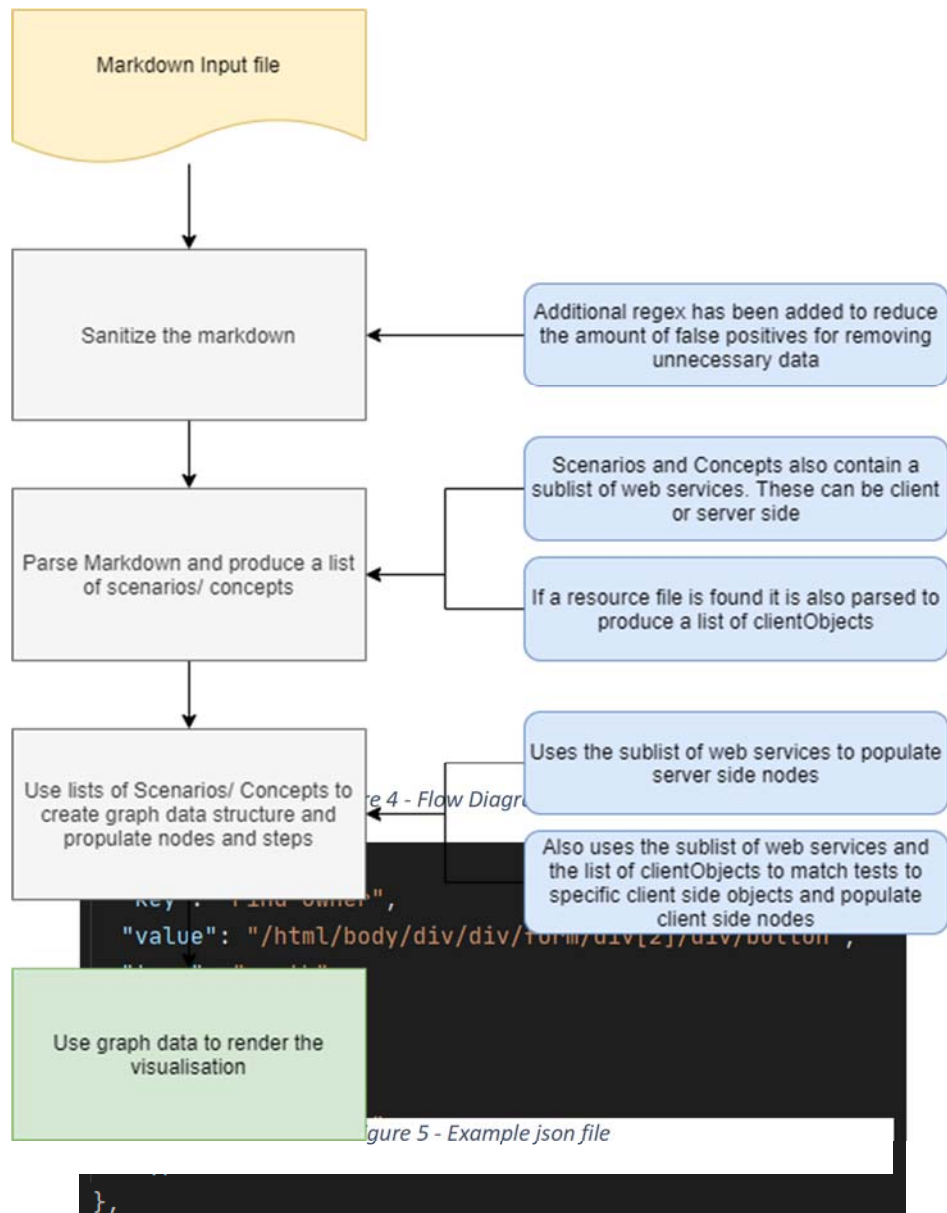 Markdown Input file
Sanitize the markdown
Additional regex has been added to reduce
the amount of false positives for removing
unnecessary data
Parse Markdown and produce a list
of scenarios/ concepts
Scenarios and Concepts also contain a
sublist of web services. These can be client
or server side
If a resource file is found it is also parsed to
produce a list of clientObjects
Use lists of Scenarios/ Concepts to
create graph data structure and
propulate nodes and steps
Uses the sublist of web services to populate
server side nodes
Also uses the sublist of web services and
the list of clientObjects to match tests to
specific client side objects and populate
client side nodes
4 - Flow
"value": "/html/body/div/div/form/div[2]/div/button",
Use graph data to render the
visualisation
5 - Example json file
},